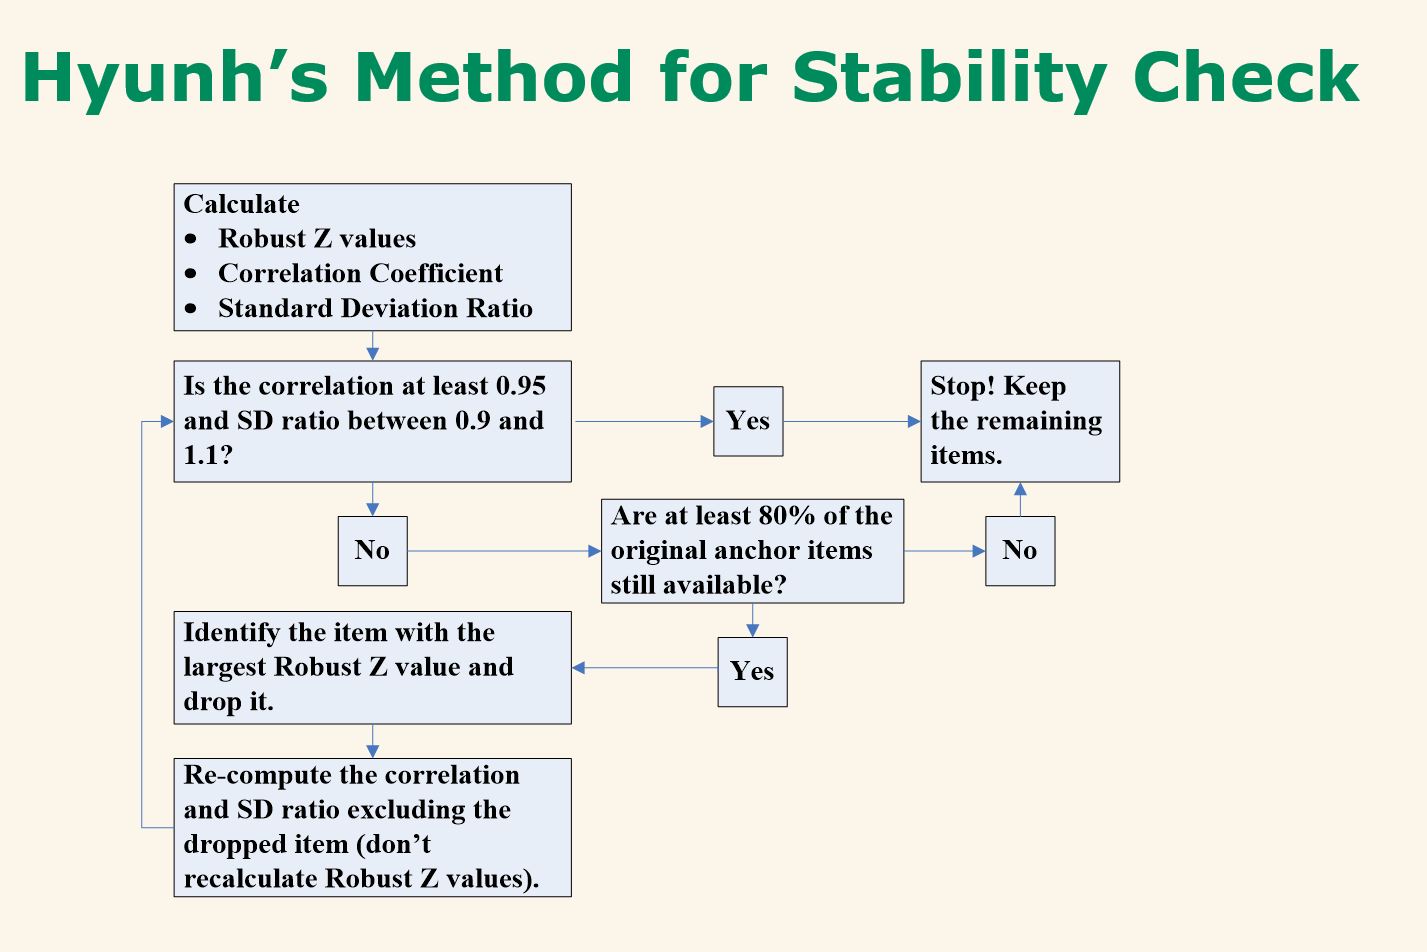 Hyunh’s Method for Stability Check
Calculate
• Robust Z values
• Correlation Coefficient
• Standard Deviation Ratio
Is the correlation at least 0.95
and SD ratio between 0.9 and
1.1?
Yes
Stop! Keep
the remaining
items.
No
Are at least 80% of the
original anchor items
still available?
No
Yes
Identify the item with the
largest Robust Z value and
drop it.
Re-compute the correlation
and SD ratio excluding the
dropped item (don’t
recalculate Robust Z values).